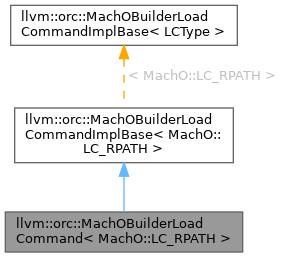 llvm::orc::MachOBuilderLoad
CommandImplBase< LCType >
< MachO::LC_RPATH >
llvm::orc::MachOBuilderLoad
CommandImplBase< MachO::
LC_RPATH >
llvm::orc::MachOBuilderLoad
Command< MachO::LC_RPATH >